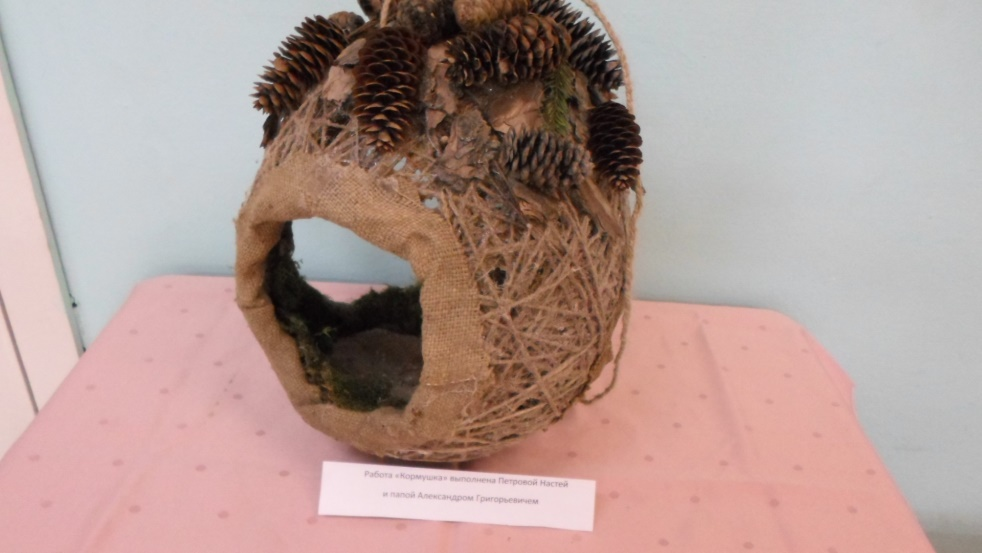 Работа «Кормушка» выполнена Петровой Настей
и папой Александром Григорьевичем